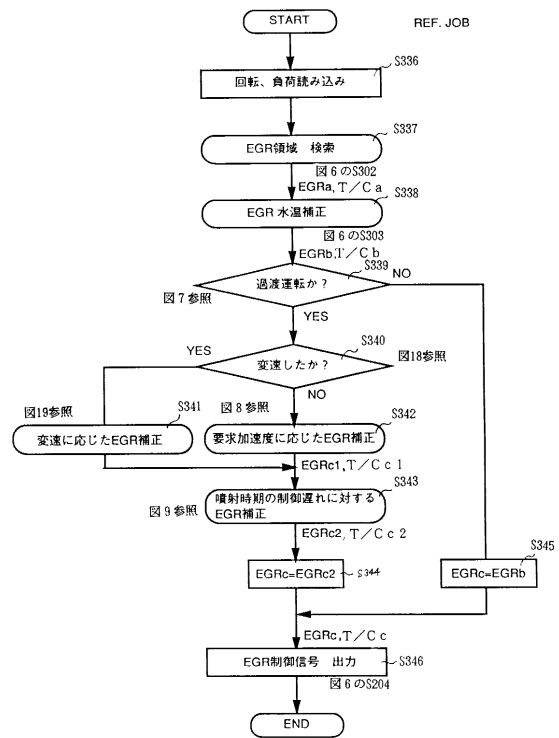 START
REF. JOB
S336
回転、負荷読み込み
S337
EGR領域 検索
図6のS302
EGRa,T/Ca
S338
EGR 水温補正
図6のS303
EGRb,T/Cb
S339
過渡運転か?
NO
図7参照
YES
S340
YES
変速したか?
図18参照
NO
図19参照
S341
図8参照
S342
変速に応じたEGR補正
要求加速度に応じたEGR補正
EGRc1,T/Cc1
S343
図9参照
噴射時期の制御遅れに対する
EGR補正
EGRc2,T/Cc2
S345
EGRc=EGRc2
S344
EGRc=EGRb
EGRc,T/Cc
EGR制御信号 出力
S346
図6のS204
END